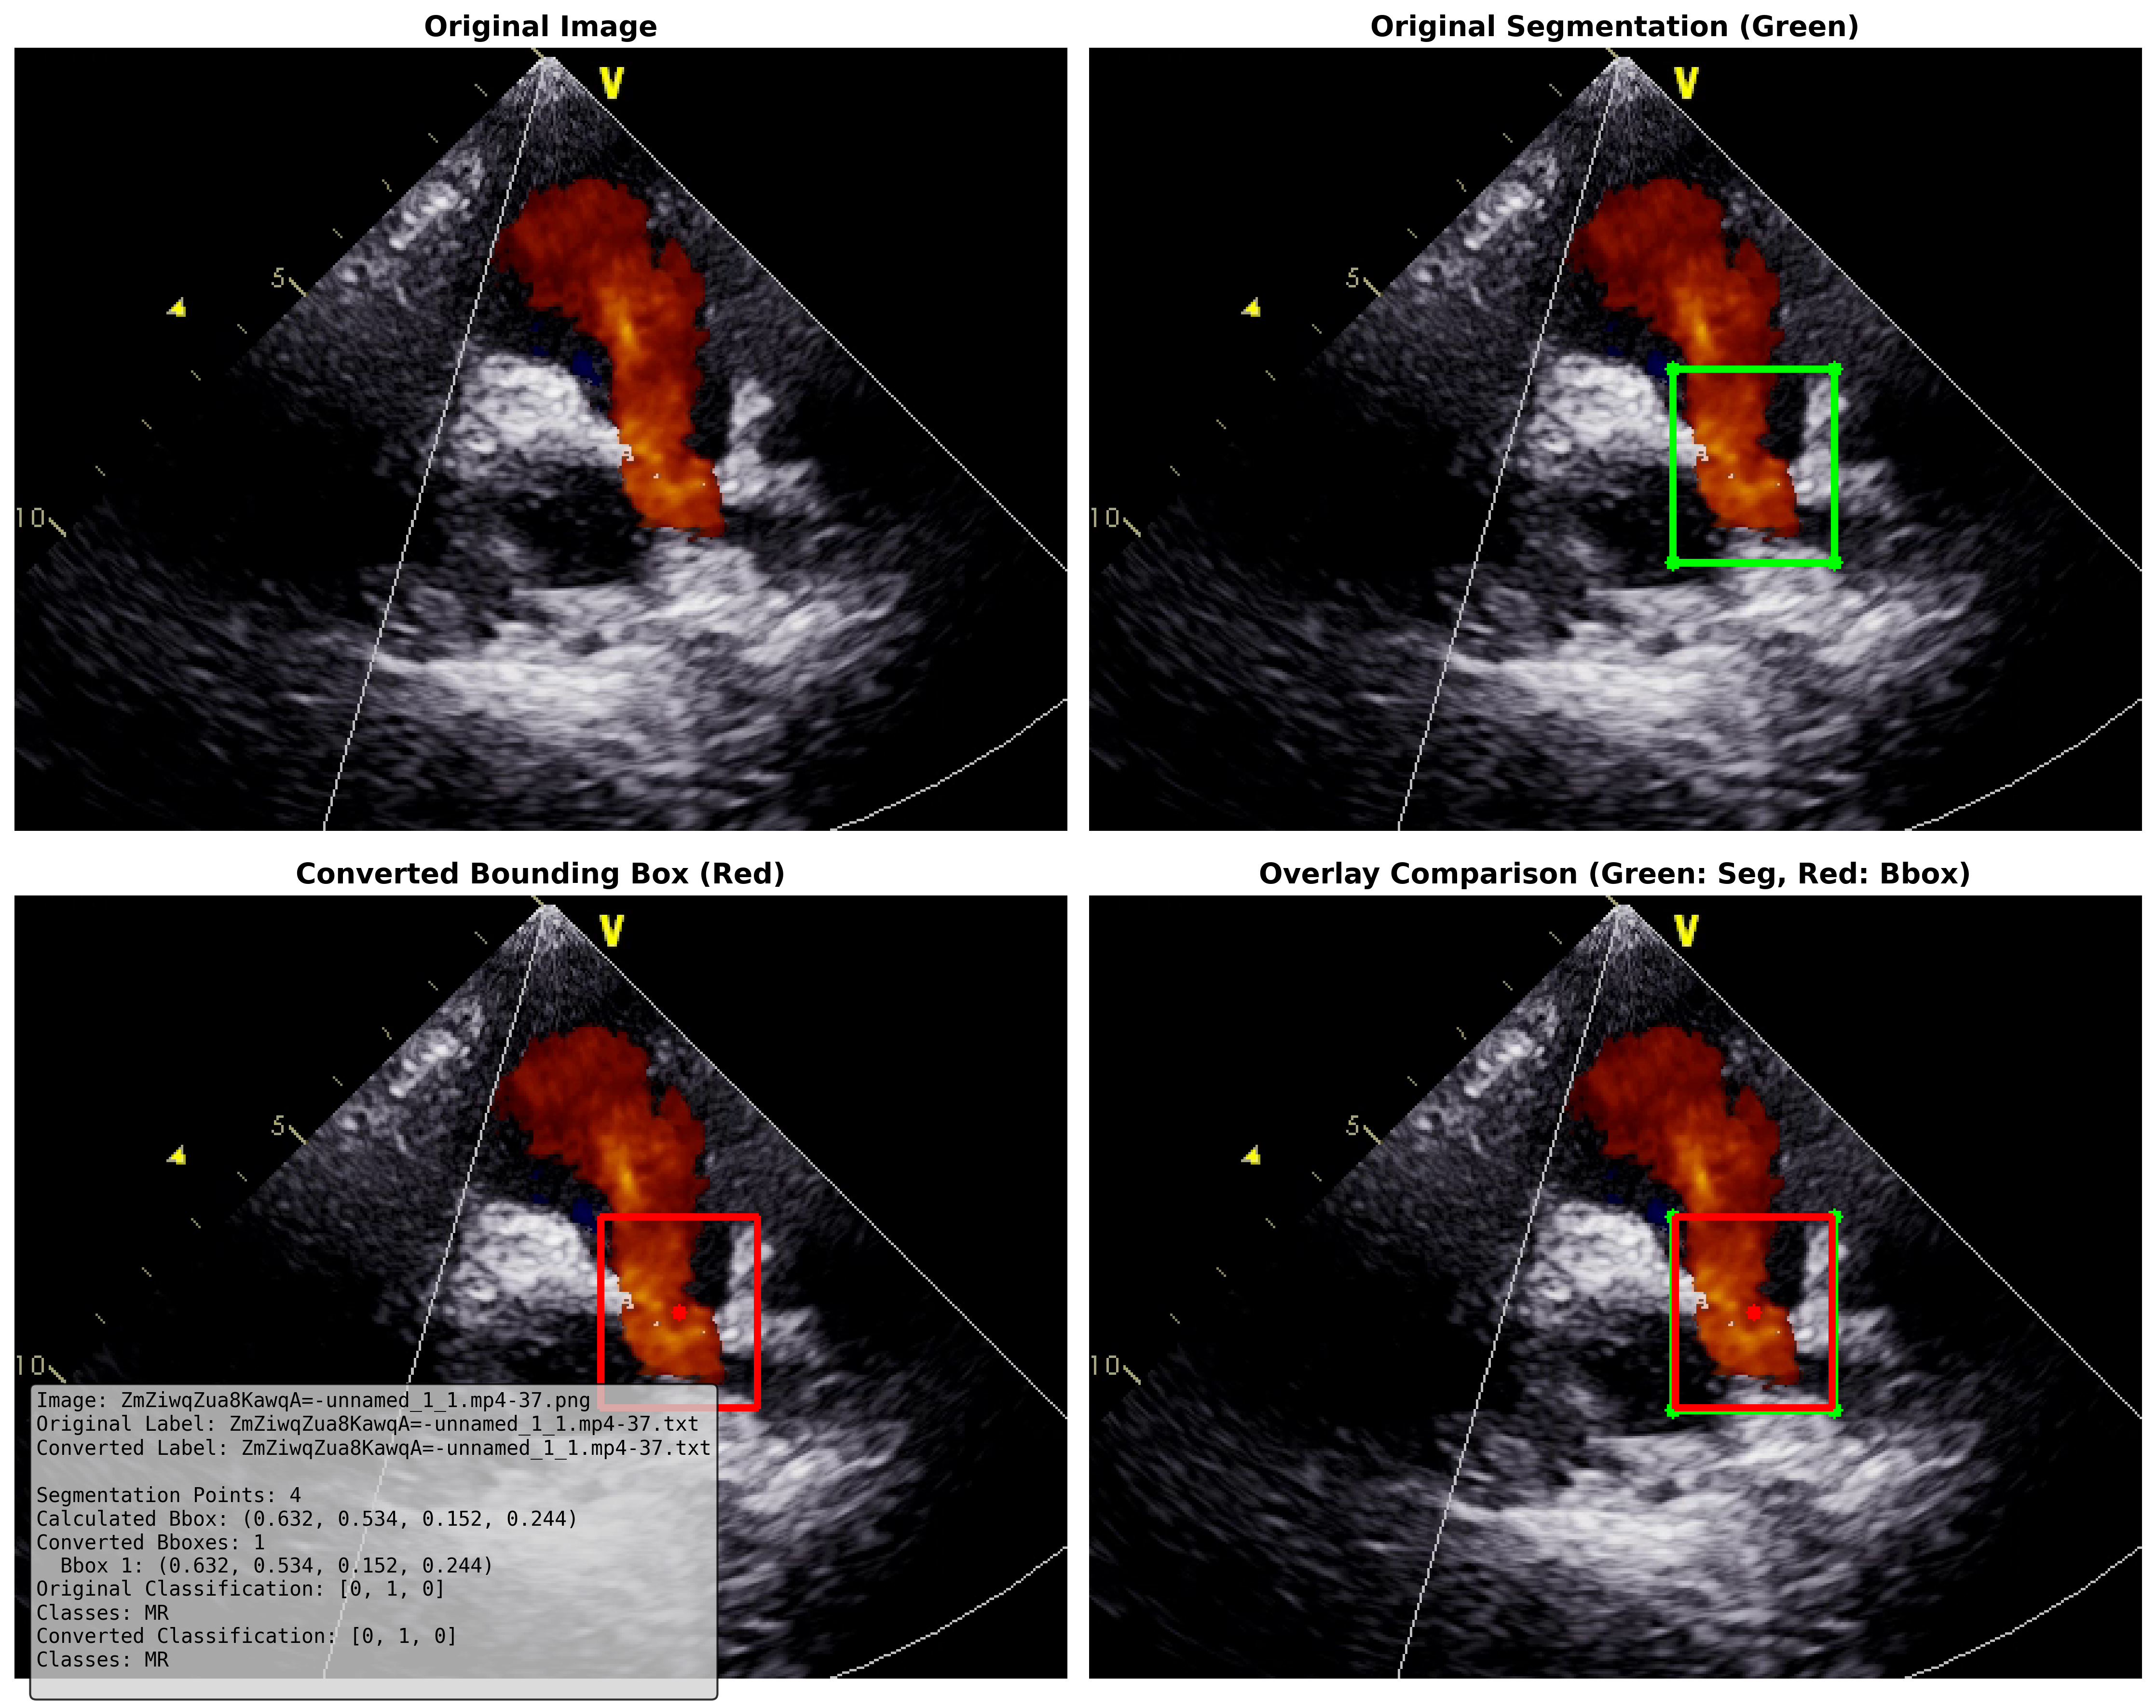 Original Image
Original Segmentation (Green)
V
5
10
V
5
10
Converted Bounding Box (Red)
Overlay Comparison (Green: Seg, Red: Bbox)
V
5
10
V
5
10
Image: ZmZiwqZua8KawqA=-unnamed_1_1.mp4-37.png
Original Label: ZmZiwqZua8KawqA=-unnamed_1_1.mp4-37.txt
Converted Label: ZmZiwqZua8KawqA=-unnamed_1_1.mp4-37.txt
Segmentation Points: 4
Calculated Bbox: (0.632, 0.534, 0.152, 0.244)
Converted Bboxes: 1
Bbox 1: (0.632, 0.534, 0.152, 0.244)
Original Classification: [0, 1, 0]
Classes: MR
Converted Classification: [0, 1, 0]
Classes: MR